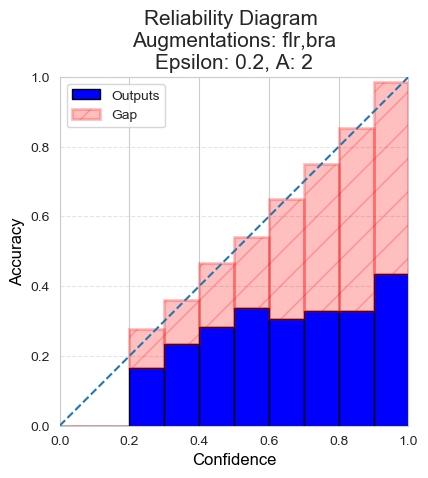 Reliability Diagram
Augmentations: flr,bra
Epsilon: 0.2, A: 2
1.0
Outputs
Gap
0.8
0.6
Accuracy
0.4
0.2
0.0
0.0 0.2 0.4 0.6 0.8 1.0
Confidence